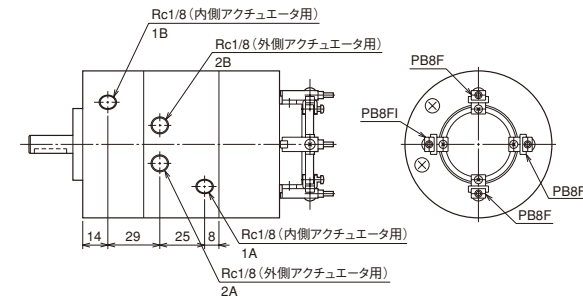 Rc1/8（内側アクチュエータ用）
1B
Rc1/8（外側アクチュエータ用）
2B
PB8F
PB8FI
PB8F
PB8F
14
29
25
8
Rc1/8（内側アクチュエータ用）
1A
Rc1/8（外側アクチュエータ用）
2A